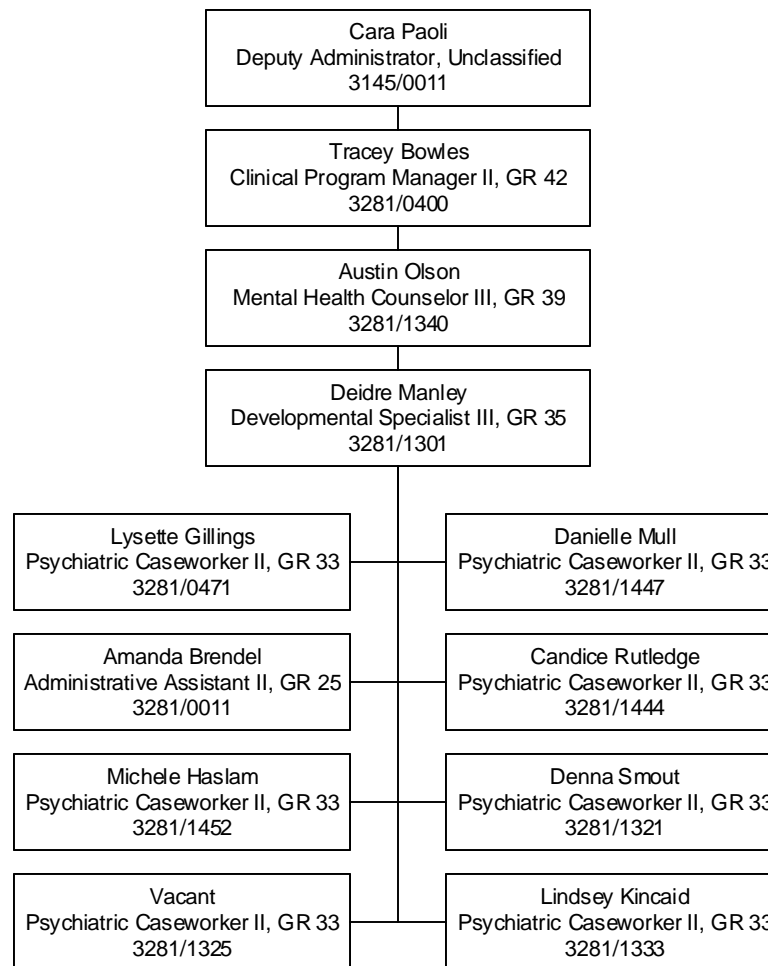 Cara Paoli
Deputy Administrator, Unclassified
3145/0011
Tracey Bowles
Clinical Program Manager II, GR 42
3281/0400
Austin Olson
Mental Health Counselor III, GR 39
3281/1340
Deidre Manley
Developmental Specialist III, GR 35
3281/1301
Lysette Gillings
Psychiatric Caseworker II, GR 33
3281/0471
Danielle Mull
Psychiatric Caseworker II, GR 33
3281/1447
Amanda Brendel
Administrative Assistant II, GR 25
3281/0011
Candice Rutledge
Psychiatric Caseworker II, GR 33
3281/1444
Michele Haslam
Psychiatric Caseworker II, GR 33
3281/1452
Denna Smout
Psychiatric Caseworker II, GR 33
3281/1321
Vacant
Psychiatric Caseworker II, GR 33
3281/1325
Lindsey Kincaid
Psychiatric Caseworker II, GR 33
3281/1333